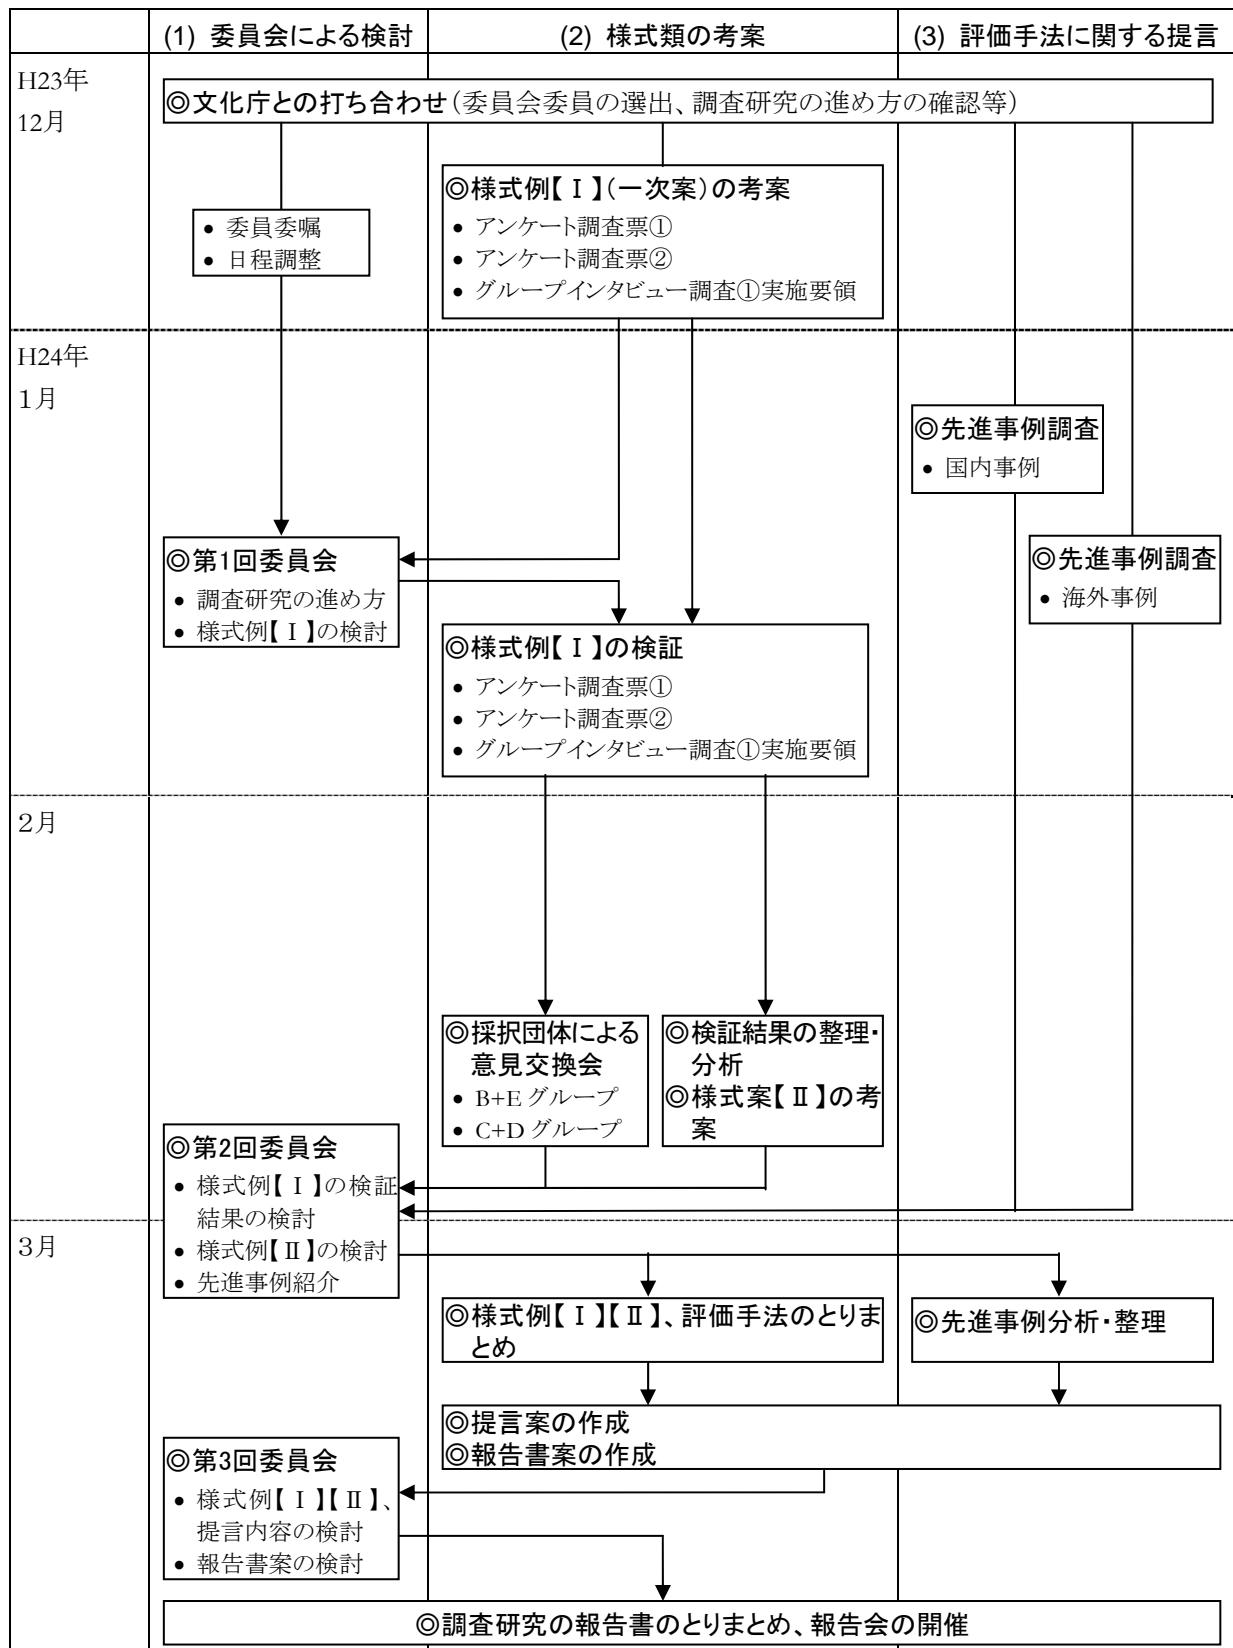 (1) 委員会による検討
(2) 様式類の考案
(3) 評価手法に関する提言
H23年
12月
◎文化庁との打ち合わせ(委員会委員の選出、調査研究の進め方の確認等)
• 委員委嘱
• 日程調整
◎様式例【Ⅰ】(一次案)の考案
• アンケート調査票①
• アンケート調査票②
• グループインタビュー調査①実施要領
H24年
1月
◎先進事例調査
• 国内事例
◎第1回委員会
• 調査研究の進め方
• 様式例【Ⅰ】の検討
◎先進事例調査
• 海外事例
◎様式例【Ⅰ】の検証
• アンケート調査票①
• アンケート調査票②
• グループインタビュー調査①実施要領
2月
◎採択団体による
意見交換会
• B+E グループ
• C+D グループ
◎検証結果の整理・
分析
◎様式案【Ⅱ】の考
案
◎第2回委員会
• 様式例【Ⅰ】の検証
結果の検討
• 様式例【Ⅱ】の検討
• 先進事例紹介
3月
◎様式例【Ⅰ】【Ⅱ】、評価手法のとりま
とめ
◎先進事例分析・整理
◎提言案の作成
◎報告書案の作成
◎第3回委員会
• 様式例【Ⅰ】【Ⅱ】、
提言内容の検討
• 報告書案の検討
◎調査研究の報告書のとりまとめ、報告会の開催